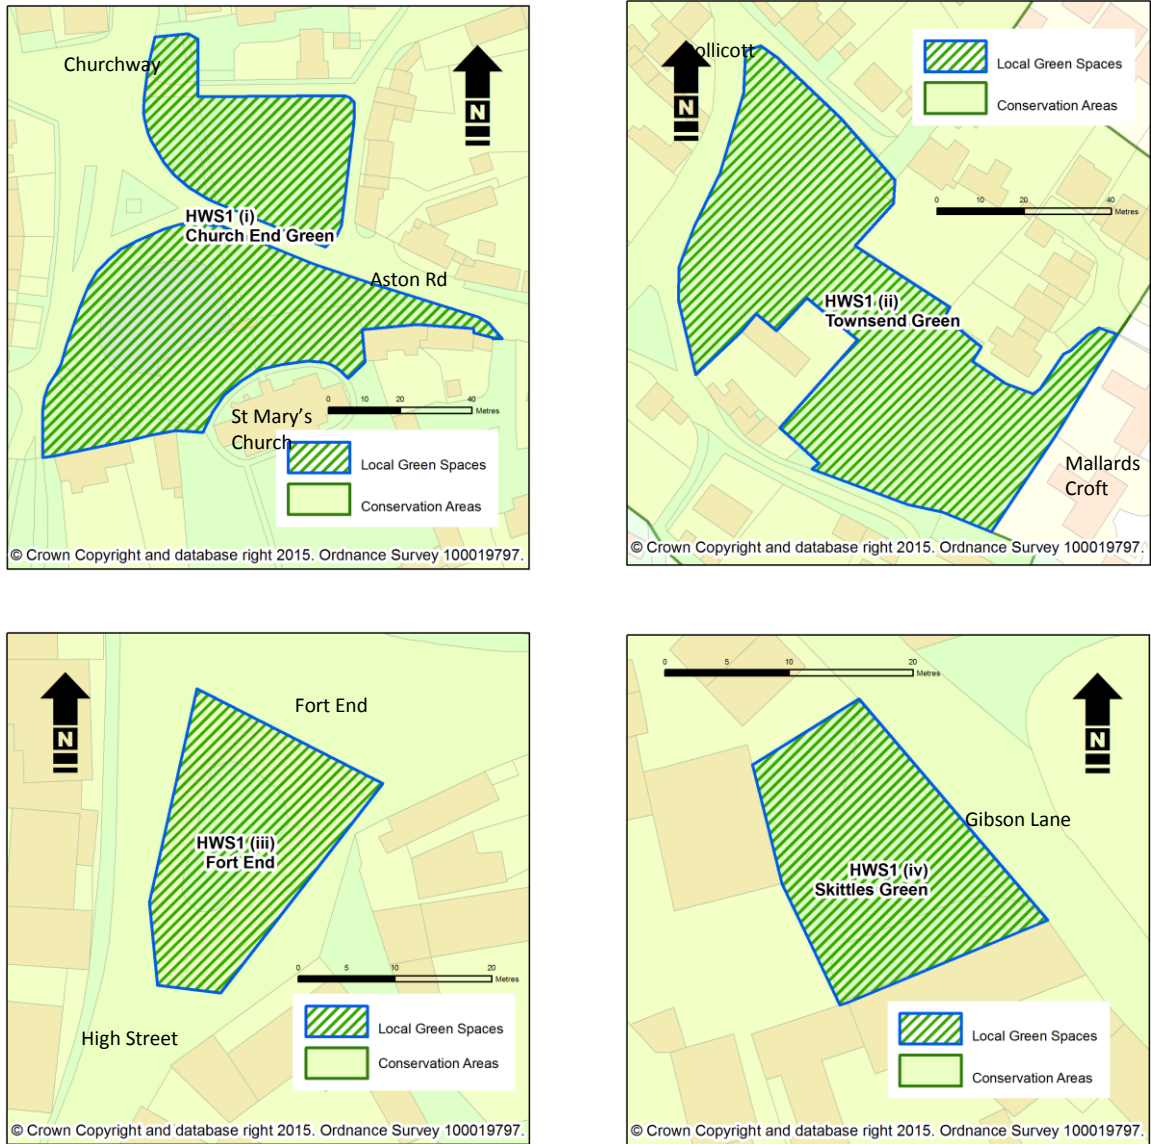 Churchway
N
HWS1 (i)
Church End Green
Aston Rd
0 10 20 40
Metres
St Mary's
Church
Local Green Spaces
Conservation Areas
© Crown Copyright and database right 2015. Ordnance Survey 100019797.
ollicott
N
Local Green Spaces
Conservation Areas
0 10 20 40
Metres
HWS1 (ii)
Townsend Green
Mallards
Croft
© Crown Copyright and database right 2015. Ordnance Survey 100019797.
N
Fort End
HWS1 (iii)
Fort End
0 5 10 20
Metres
High Street
Local Green Spaces
Conservation Areas
© Crown Copyright and database right 2015. Ordnance Survey 100019797.
0 5 10 20
Metres
N
Gibson Lane
HWS1 (iv)
Skittles Green
Local Green Spaces
Conservation Areas
© Crown Copyright and database right 2015. Ordnance Survey 100019797.